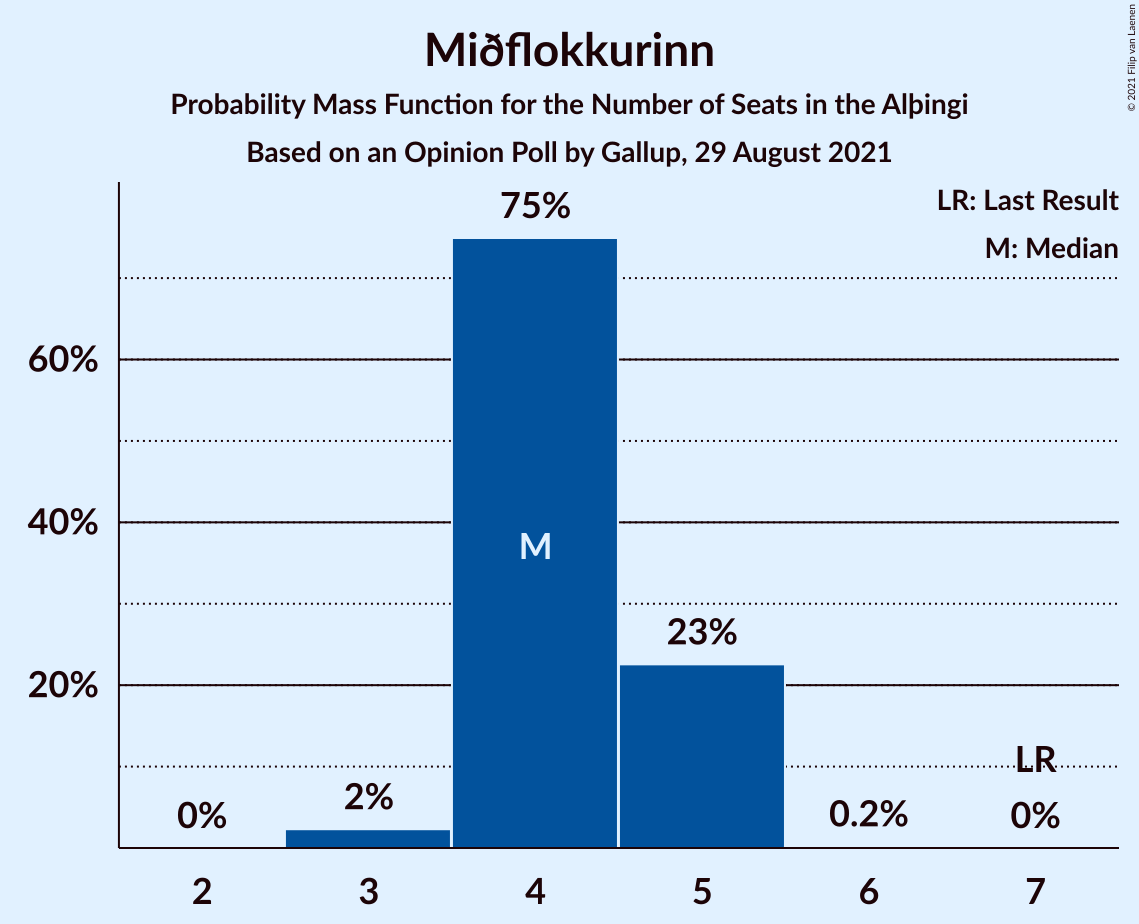 Miðflokkurinn
Probability Mass Function for the Number of Seats in the Alþingi
Based on an Opinion Poll by Gallup, 29 August 2021
© 2021 Filip van Laenen
LR: Last Result
M: Median
75%
60%
40%
M
23%
20%
LR
0%
2%
0.2%
0%
2
3
4
5
6
7